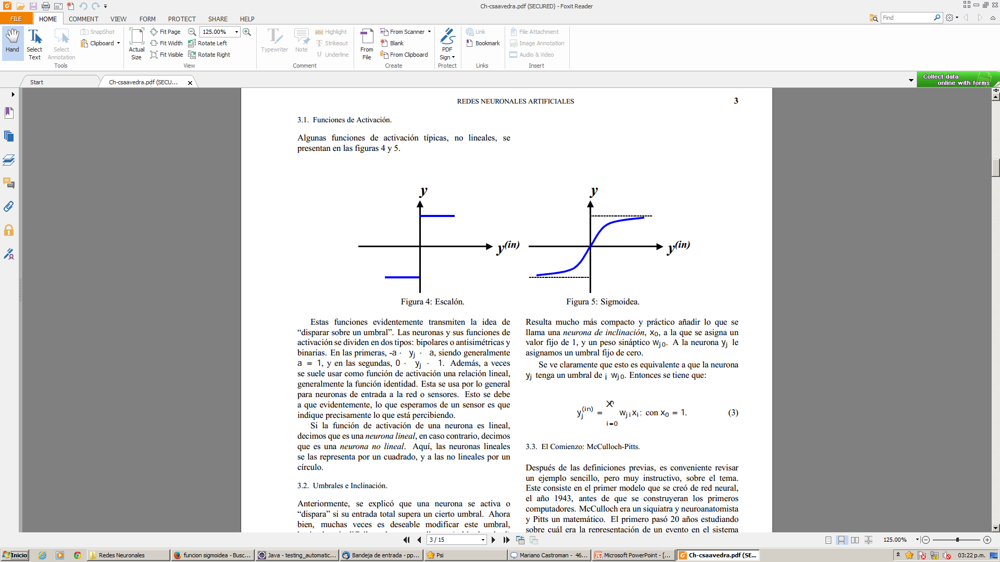 Ch-csaavedra.pdf (SECURED) - Foxit Reader
FILE HOME COMMENT VIEW FORM PROTECT SHARE HELP
Find
Hand
Select Text
Select Annotation
SnapShot
Clipboard
Tools
Actual Size
Fit Page
Fit Width
Fit Visible
125.00%
Rotate Left
Rotate Right
View
Typewriter
Note
Highlight
Strikeout
Underline
Comment
From File
From Scanner
Blank
From Clipboard
Create
PDF Sign
Protect
Link
Bookmark
Links
File Attachment
Image Annotation
Audio & Video
Insert
Start
Ch-csaavedra.pdf (SECU...
Collect data
online with forms
REDES NEURONALES ARTIFICIALES 3
3.1. Funciones de Activación.
Algunas funciones de activación típicas, no lineales, se
presentan en las figuras 4 y 5.
y
y(in)
Figura 4: Escalón.
y
y(in)
Figura 5: Sigmoidea.
Estas funciones evidentemente transmiten la idea de
“disparar sobre un umbral”. Las neuronas y sus funciones de
activación se dividen en dos tipos: bipolares o antisimétricas y
binarias. En las primeras, -a · yj · a, siendo generalmente
a = 1, y en las segundas, 0 · yj · 1. Además, a veces
se suele usar como función de activación una relación lineal,
generalmente la función identidad. Esta se usa por lo general
para neuronas de entrada a la red o sensores. Esto se debe
a que evidentemente, lo que esperamos de un sensor es que
indique precisamente lo que está percibiendo.
Si la función de activación de una neurona es lineal,
decimos que es una neurona lineal, en caso contrario, decimos
que es una neurona no lineal. Aquí, las neuronas lineales
se las representa por un cuadrado, y a las no lineales por un
círculo.
3.2. Umbrales e Inclinación.
Anteriormente, se explicó que una neurona se activa o
“dispara” si su entrada total supera un cierto umbral. Ahora
bien, muchas veces es deseable modificar este umbral,
Resulta mucho más compacto y práctico añadir lo que se
llama una neurona de inclinación, x0, a la que se asigna un
valor fijo de 1, y un peso sináptico wj0. A la neurona yj le
asignamos un umbral fijo de cero.
Se ve claramente que esto es equivalente a que la neurona
yj tenga un umbral de ¡ wj0. Entonces se tiene que:
yj(in) = Xn i=0 wjixi; con x0 = 1. (3)
3.3. El Comienzo: McCulloch-Pitts.
Después de las definiciones previas, es conveniente revisar
un ejemplo sencillo, pero muy instructivo, sobre el tema.
Este consiste en el primer modelo que se creó de red neural,
el año 1943, antes de que se construyeran los primeros
computadores. McCulloch era un siquiatra y neuroanatomista
y Pitts un matemático. El primero pasó 20 años estudiando
sobre cuál era la representación de un evento en el sistema
3 / 15
125.00%
Inicio
Redes Neuronales
funcion sigmoidea - Busc...
Java - testing_automatic...
Bandeja de entrada - pp...
Psi
Mariano Castroman - 46...
Microsoft PowerPoint - [...
Ch-csaavedra.pdf (SE...
03:22 p.m.